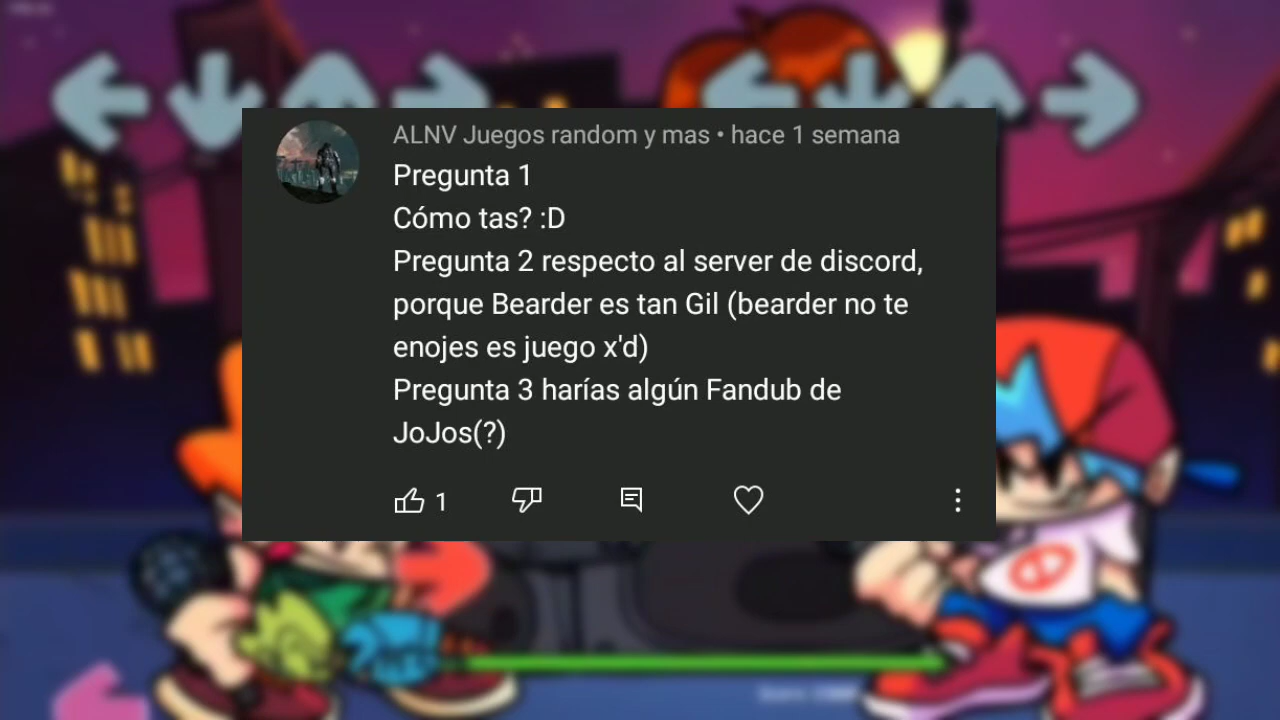 ALNV Juegos random y mas • hace 1 semana
Pregunta 1
Cómo tas? :D
Pregunta 2 respecto al server de discord,
porque Bearder es tan Gil (bearder no te
enojes es juego x'd)
Pregunta 3 harías algún Fandub de
JoJos(?)
1